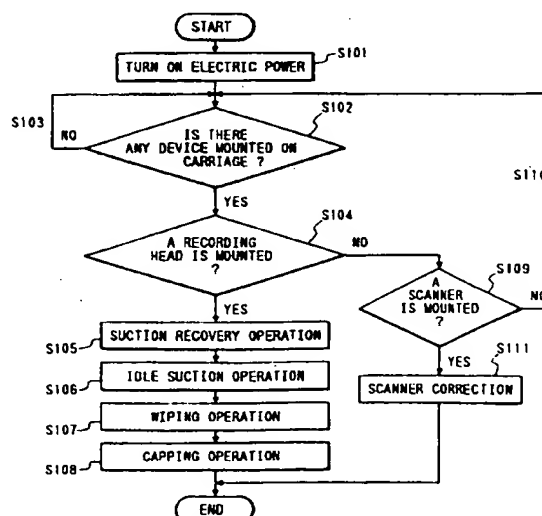 START
S101
TURN ON ELECTRIC POWER
S102
S103
NO
IS THERE
ANY DEVICE MOUNTED ON
CARRIAGE ?
S110
YES
S104
A RECORDING
HEAD IS MOUNTED
?
NO
S109
A
SCANNER
IS MOUNTED
?
NO
YES
S105
SUCTION RECOVERY OPERATION
YES
S111
S106
IDLE SUCTION OPERATION
SCANNER CORRECTION
S107
WIPING OPERATION
S108
CAPPING OPERATION
END